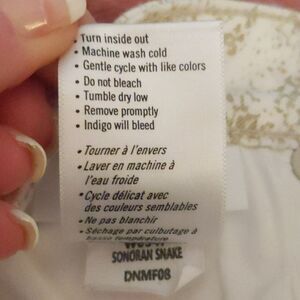 • Turn inside out
• Machine wash cold
• Gentle cycle with like colors
• Do not bleach
• Tumble dry low
• Remove promptly
• Indigo will bleed
• Tourner à l'envers
• Laver en machine à
l'eau froide
• Cycle délicat avec
des couleurs semblables
• Ne pas blanchir
• Séchage par culbutage à
basse température
SONORAN SNAKE
DNMF08